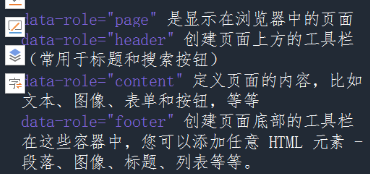 data-role="page" 是显示在浏览器中的页面
data-role="header" 创建页面上方的工具栏
（常用于标题和搜索按钮）
data-role="content" 定义页面的内容，比如
文本、图像、表单和按钮，等等
data-role="footer" 创建页面底部的工具栏
在这些容器中，您可以添加任意 HTML 元素 -
段落、图像、标题、列表等等。
字